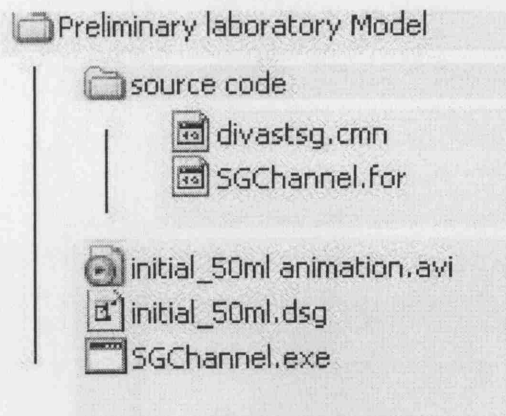 Preliminary laboratory Model
source code
divastsg.cmn
SGChannel.for
initial_50ml animation.avi
initial_50ml.dsg
SGChannel.exe